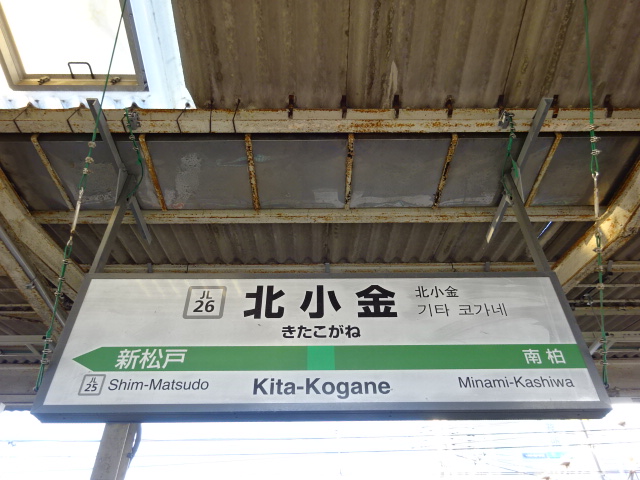 JL
26
北小金
きたこがね
北小金
기타 코가네
新松戸
南柏
JL
25
Shim-Matsudo
Kita-Kogane
Minami-Kashiwa